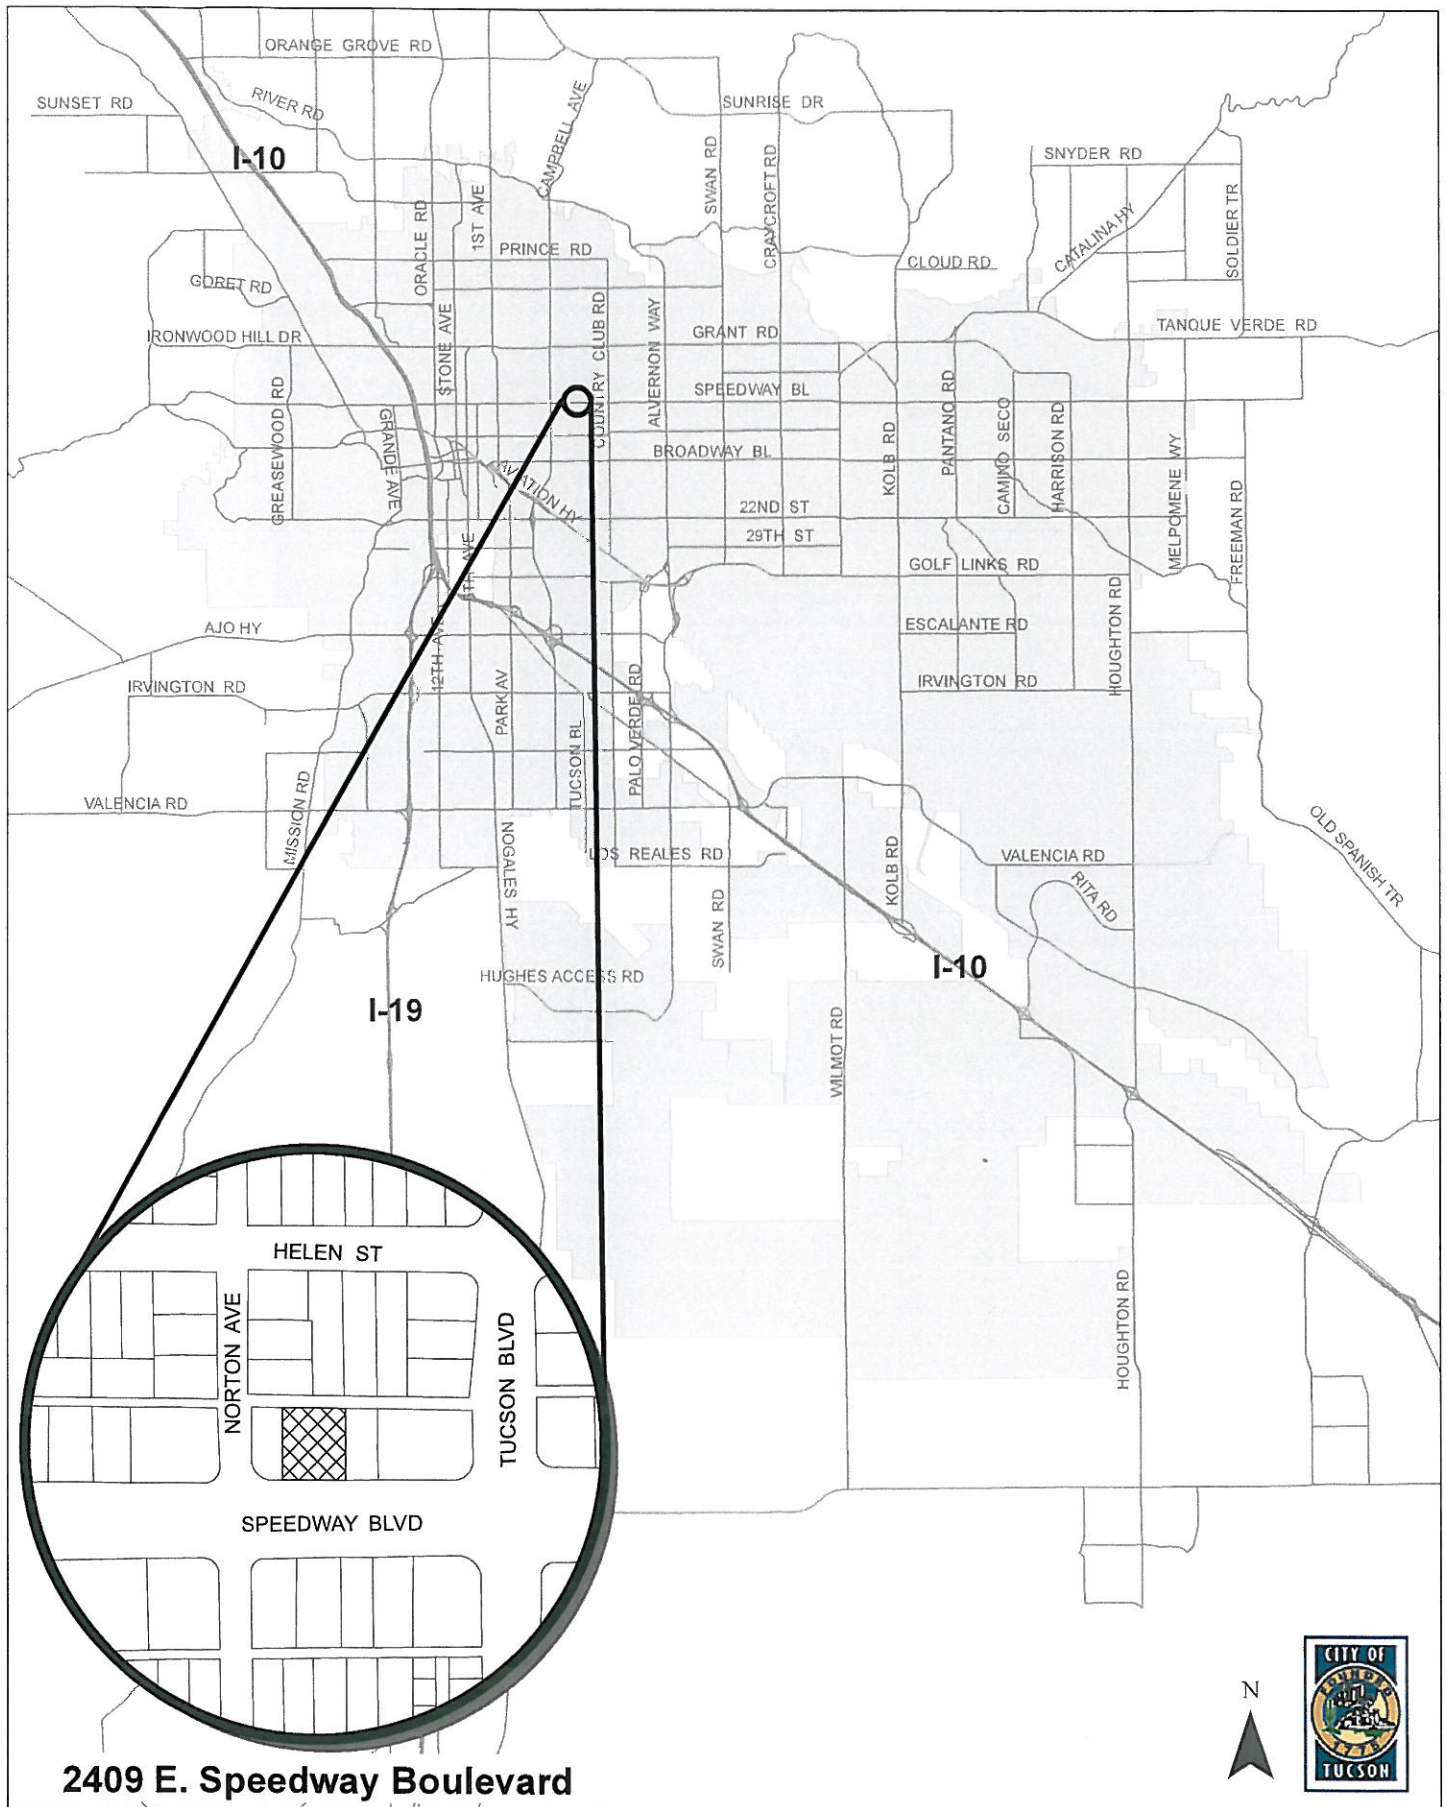 ORANGE GROVE RD
SUNSET RD
RIVER RD
CAMPBELL AVE
SUNRISE DR
I-10
SWAN RD
CRAYCROFT RD
SNYDER RD
ORACLE RD
1ST AVE
SOLDIER TR
CATALINA HY
PRINCE RD
CLOUD RD
GORET RD
IRONWOOD HILL DR
STONE AVE
COUNTRY CLUB RD
ALVERNON WAY
GRANT RD
TANQUE VERDE RD
GREASEWOOD RD
GRANDE AVE
SPEEDWAY BL
PANTANO RD
CAMINO SECO
HARRISON RD
KOLB RD
BROADWAY BL
MELPOMENE WY
FREEMAN RD
AVIATION HY
22ND ST
29TH ST
6TH AVE
GOLF LINKS RD
HOUGHTON RD
AJO HY
12TH AVE
ESCALANTE RD
IRVINGTON RD
PARK AV
TUCSON BL
PALO VERDE RD
IRVINGTON RD
VALENCIA RD
MISSION RD
NOGALES HY
LOS REALES RD
KOLB RD
VALENCIA RD
RITA RD
OLD SPANISH TR
SWAN RD
HUGHES ACCESS RD
I-10
I-19
WILMOT RD
HOUGHTON RD
HELEN ST
NORTON AVE
TUCSON BLVD
SPEEDWAY BLVD
2409 E. Speedway Boulevard
N
CITY OF
FOUNDED
1775
TUCSON